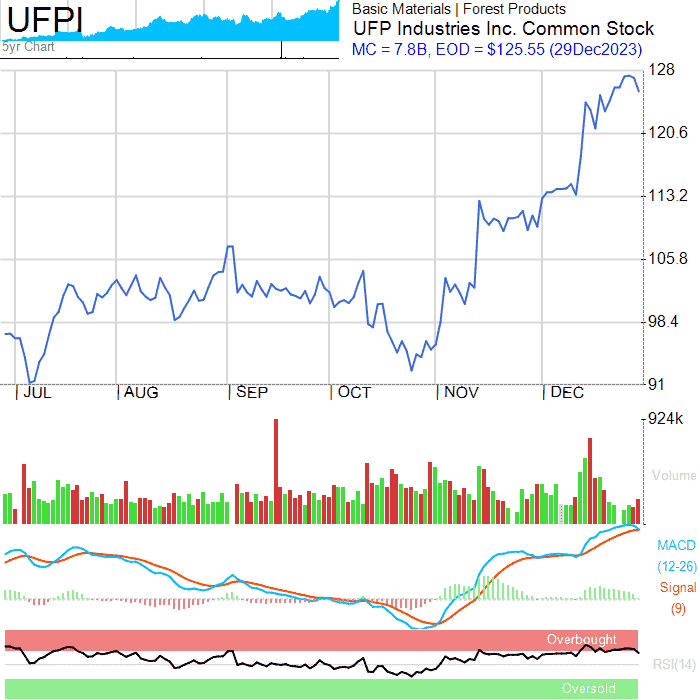 UFPI
5yr Chart
Basic Materials | Forest Products
UFP Industries Inc. Common Stock
MC = 7.8B, EOD = $125.55 (29Dec2023)
128
120.6
113.2
105.8
98.4
91
JUL AUG SEP OCT NOV DEC
924k
Volume
MACD
(12-26)
Signal
(9)
Overbought
RSI(14)
Oversold